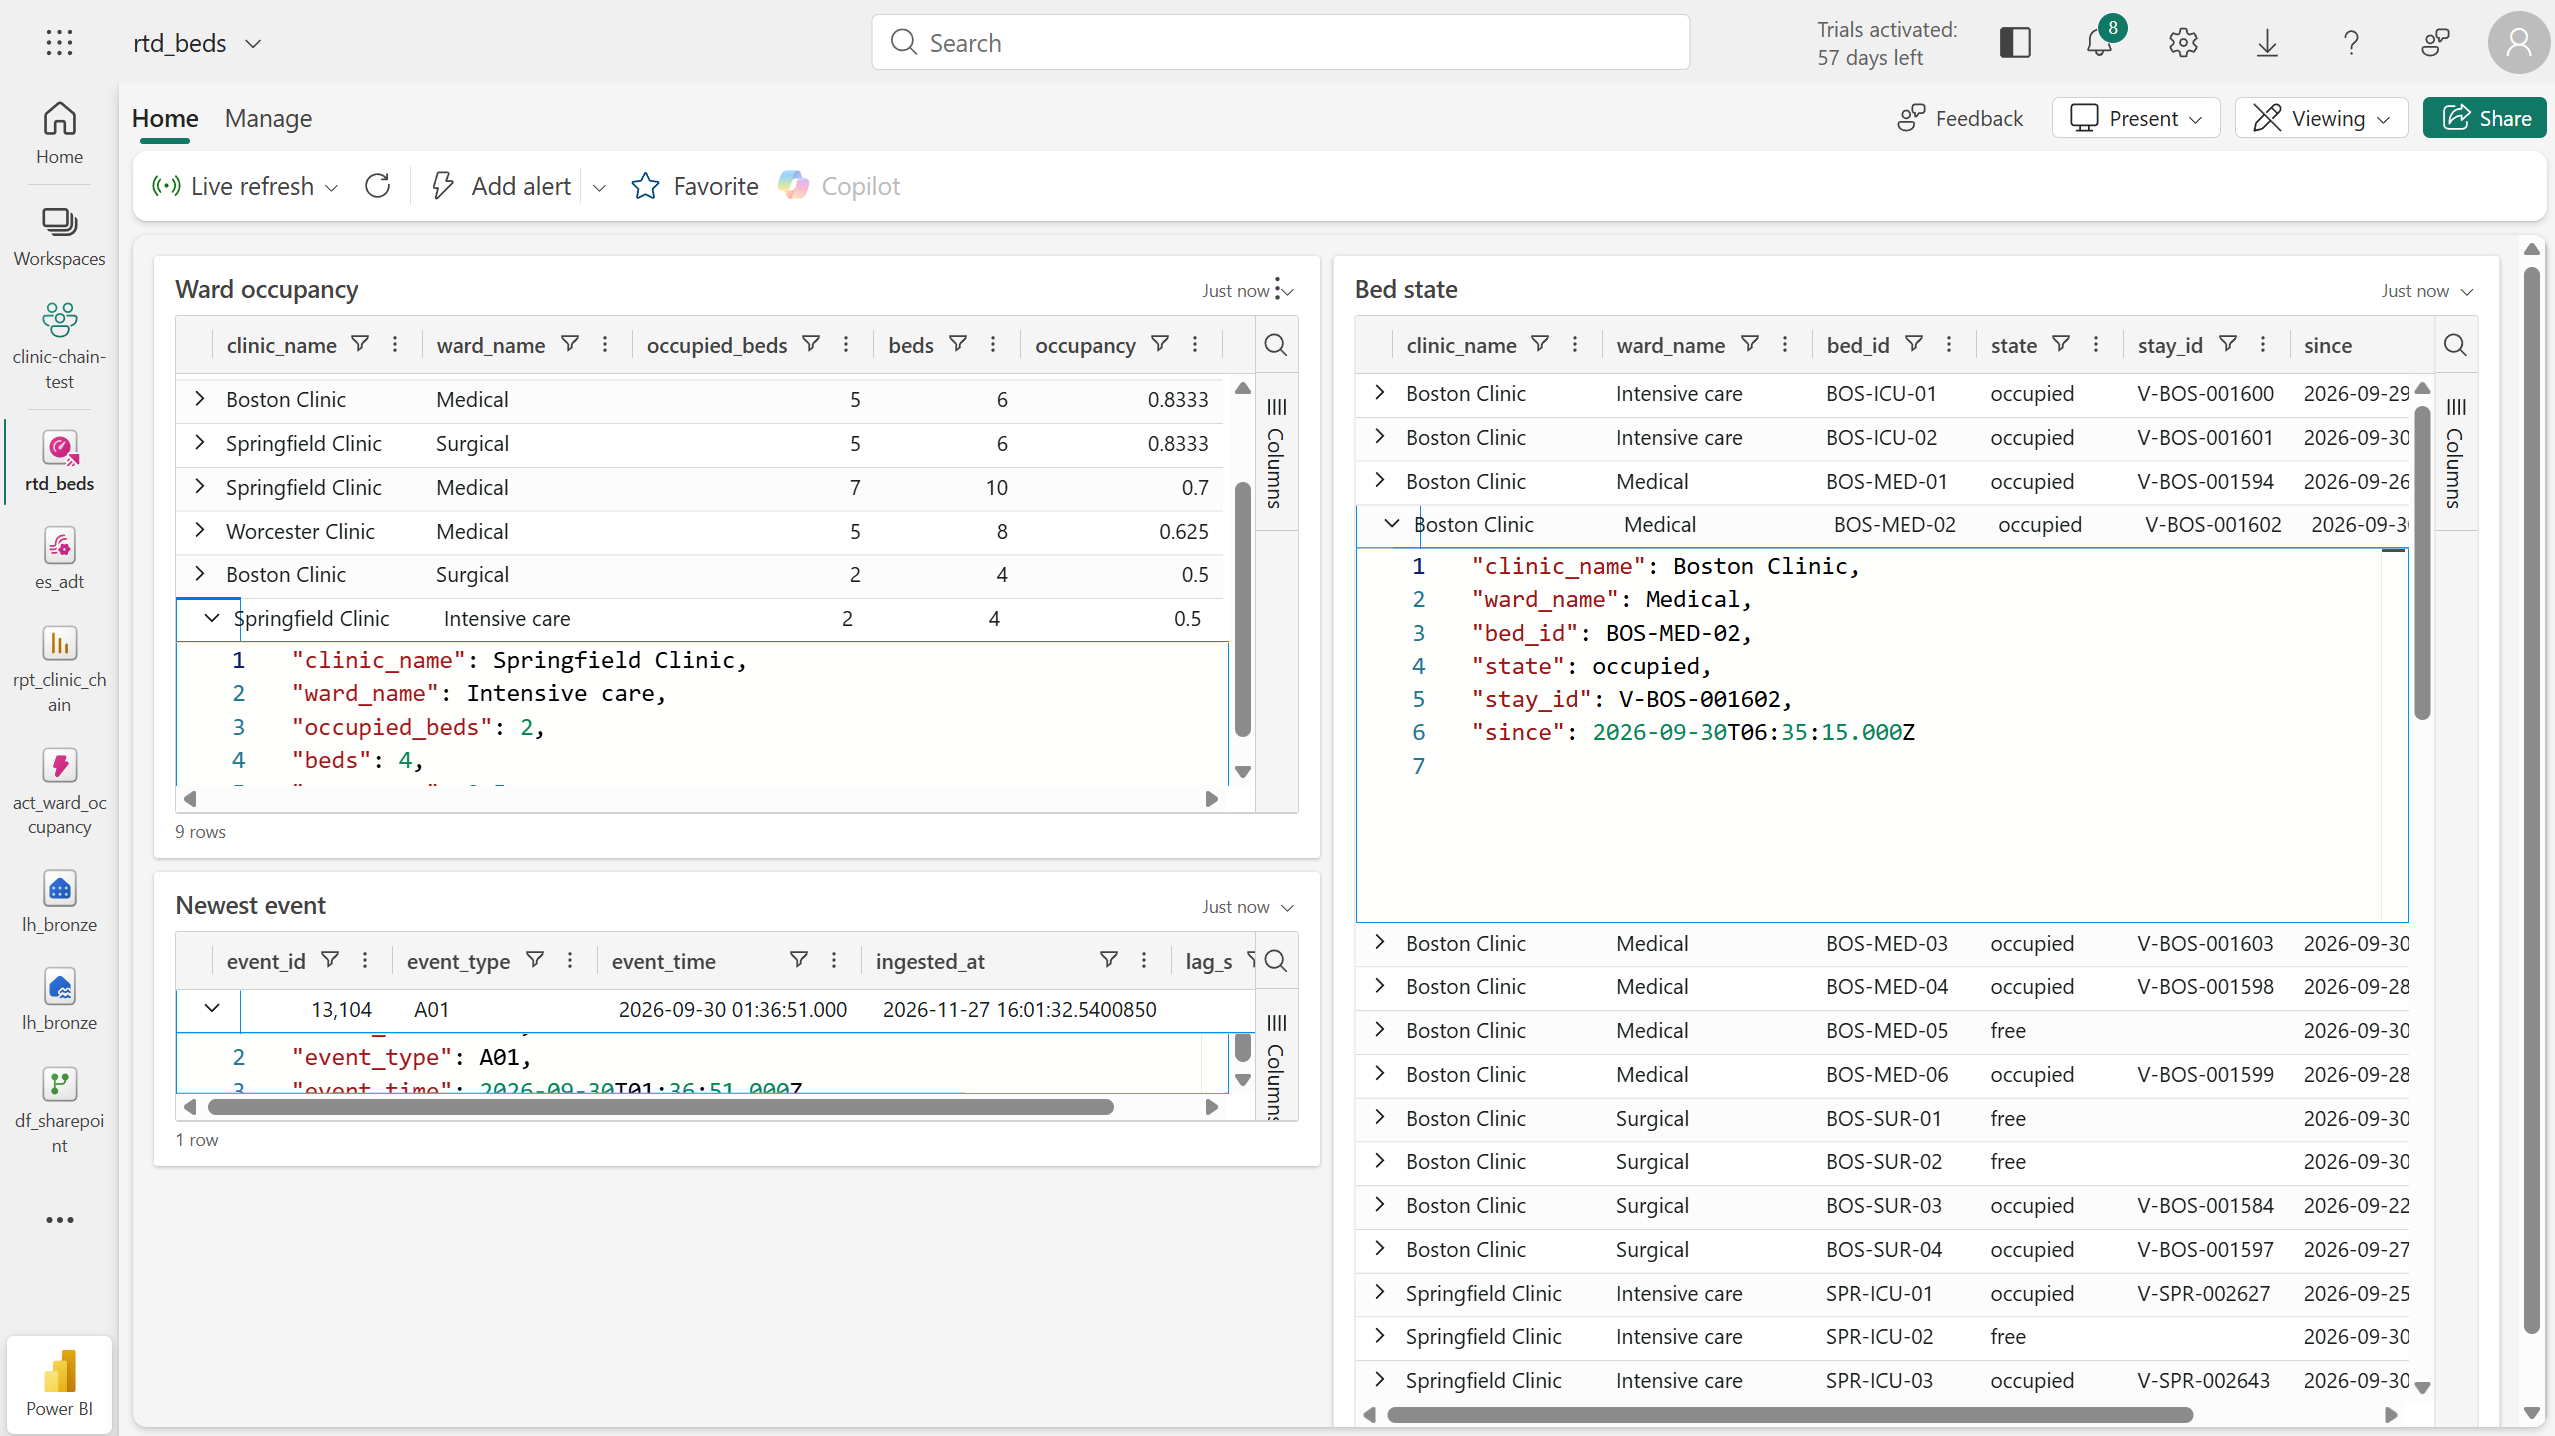 rtd_beds
Search
Trials activated:
57 days left
8
Home
Manage
Feedback
Present
Viewing
Share
Live refresh
Add alert
Favorite
Copilot
Home
Workspaces
clinic-chain-
test
rtd_beds
es_adt
rpt_clinic_ch
ain
act_ward_oc
cupancy
lh_bronze
lh_bronze
df_sharepoi
nt
Power BI
Ward occupancy
Just now
clinic_name ward_name occupied_beds beds occupancy
Boston Clinic Medical 5 6 0.8333
Springfield Clinic Surgical 5 6 0.8333
Springfield Clinic Medical 7 10 0.7
Worcester Clinic Medical 5 8 0.625
Boston Clinic Surgical 2 4 0.5
Springfield Clinic Intensive care 2 4 0.5
1 "clinic_name": Springfield Clinic,
2 "ward_name": Intensive care,
3 "occupied_beds": 2,
4 "beds": 4,
Columns
9 rows
Newest event
Just now
event_id event_type event_time ingested_at lag_s
13,104 A01 2026-09-30 01:36:51.000 2026-11-27 16:01:32.5400850
2 "event_type": A01,
3 "event_time": 2026-09-30T01:36:51.000Z
Columns
1 row
Bed state
Just now
clinic_name ward_name bed_id state stay_id since
Boston Clinic Intensive care BOS-ICU-01 occupied V-BOS-001600 2026-09-29
Boston Clinic Intensive care BOS-ICU-02 occupied V-BOS-001601 2026-09-30
Boston Clinic Medical BOS-MED-01 occupied V-BOS-001594 2026-09-26
Boston Clinic Medical BOS-MED-02 occupied V-BOS-001602 2026-09-30
1 "clinic_name": Boston Clinic,
2 "ward_name": Medical,
3 "bed_id": BOS-MED-02,
4 "state": occupied,
5 "stay_id": V-BOS-001602,
6 "since": 2026-09-30T06:35:15.000Z
7
Boston Clinic Medical BOS-MED-03 occupied V-BOS-001603 2026-09-30
Boston Clinic Medical BOS-MED-04 occupied V-BOS-001598 2026-09-28
Boston Clinic Medical BOS-MED-05 free 2026-09-30
Boston Clinic Medical BOS-MED-06 occupied V-BOS-001599 2026-09-28
Boston Clinic Surgical BOS-SUR-01 free 2026-09-30
Boston Clinic Surgical BOS-SUR-02 free 2026-09-30
Boston Clinic Surgical BOS-SUR-03 occupied V-BOS-001584 2026-09-22
Boston Clinic Surgical BOS-SUR-04 occupied V-BOS-001597 2026-09-27
Springfield Clinic Intensive care SPR-ICU-01 occupied V-SPR-002627 2026-09-25
Springfield Clinic Intensive care SPR-ICU-02 free 2026-09-30
Springfield Clinic Intensive care SPR-ICU-03 occupied V-SPR-002643 2026-09-30
Columns